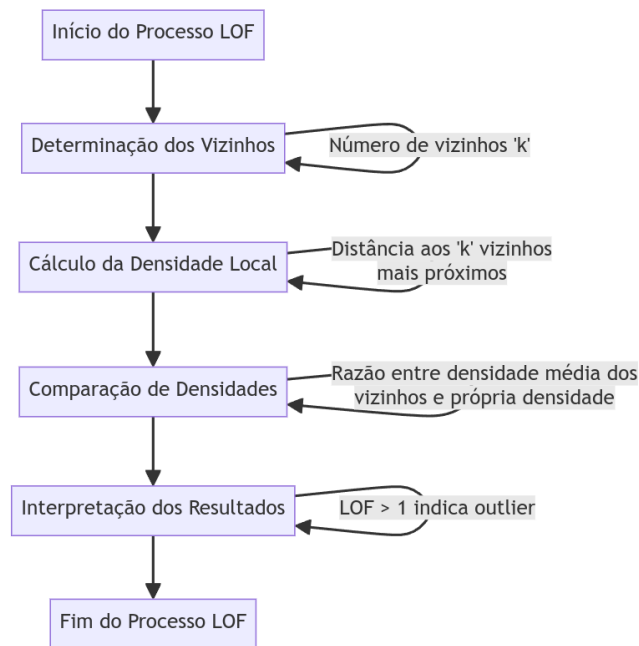 Início do Processo LOF
Determinação dos Vizinhos
Número de vizinhos 'k'
Cálculo da Densidade Local
Distância aos 'k' vizinhos
mais próximos
Comparação de Densidades
Razão entre densidade média dos
vizinhos e própria densidade
Interpretação dos Resultados
LOF > 1 indica outlier
Fim do Processo LOF